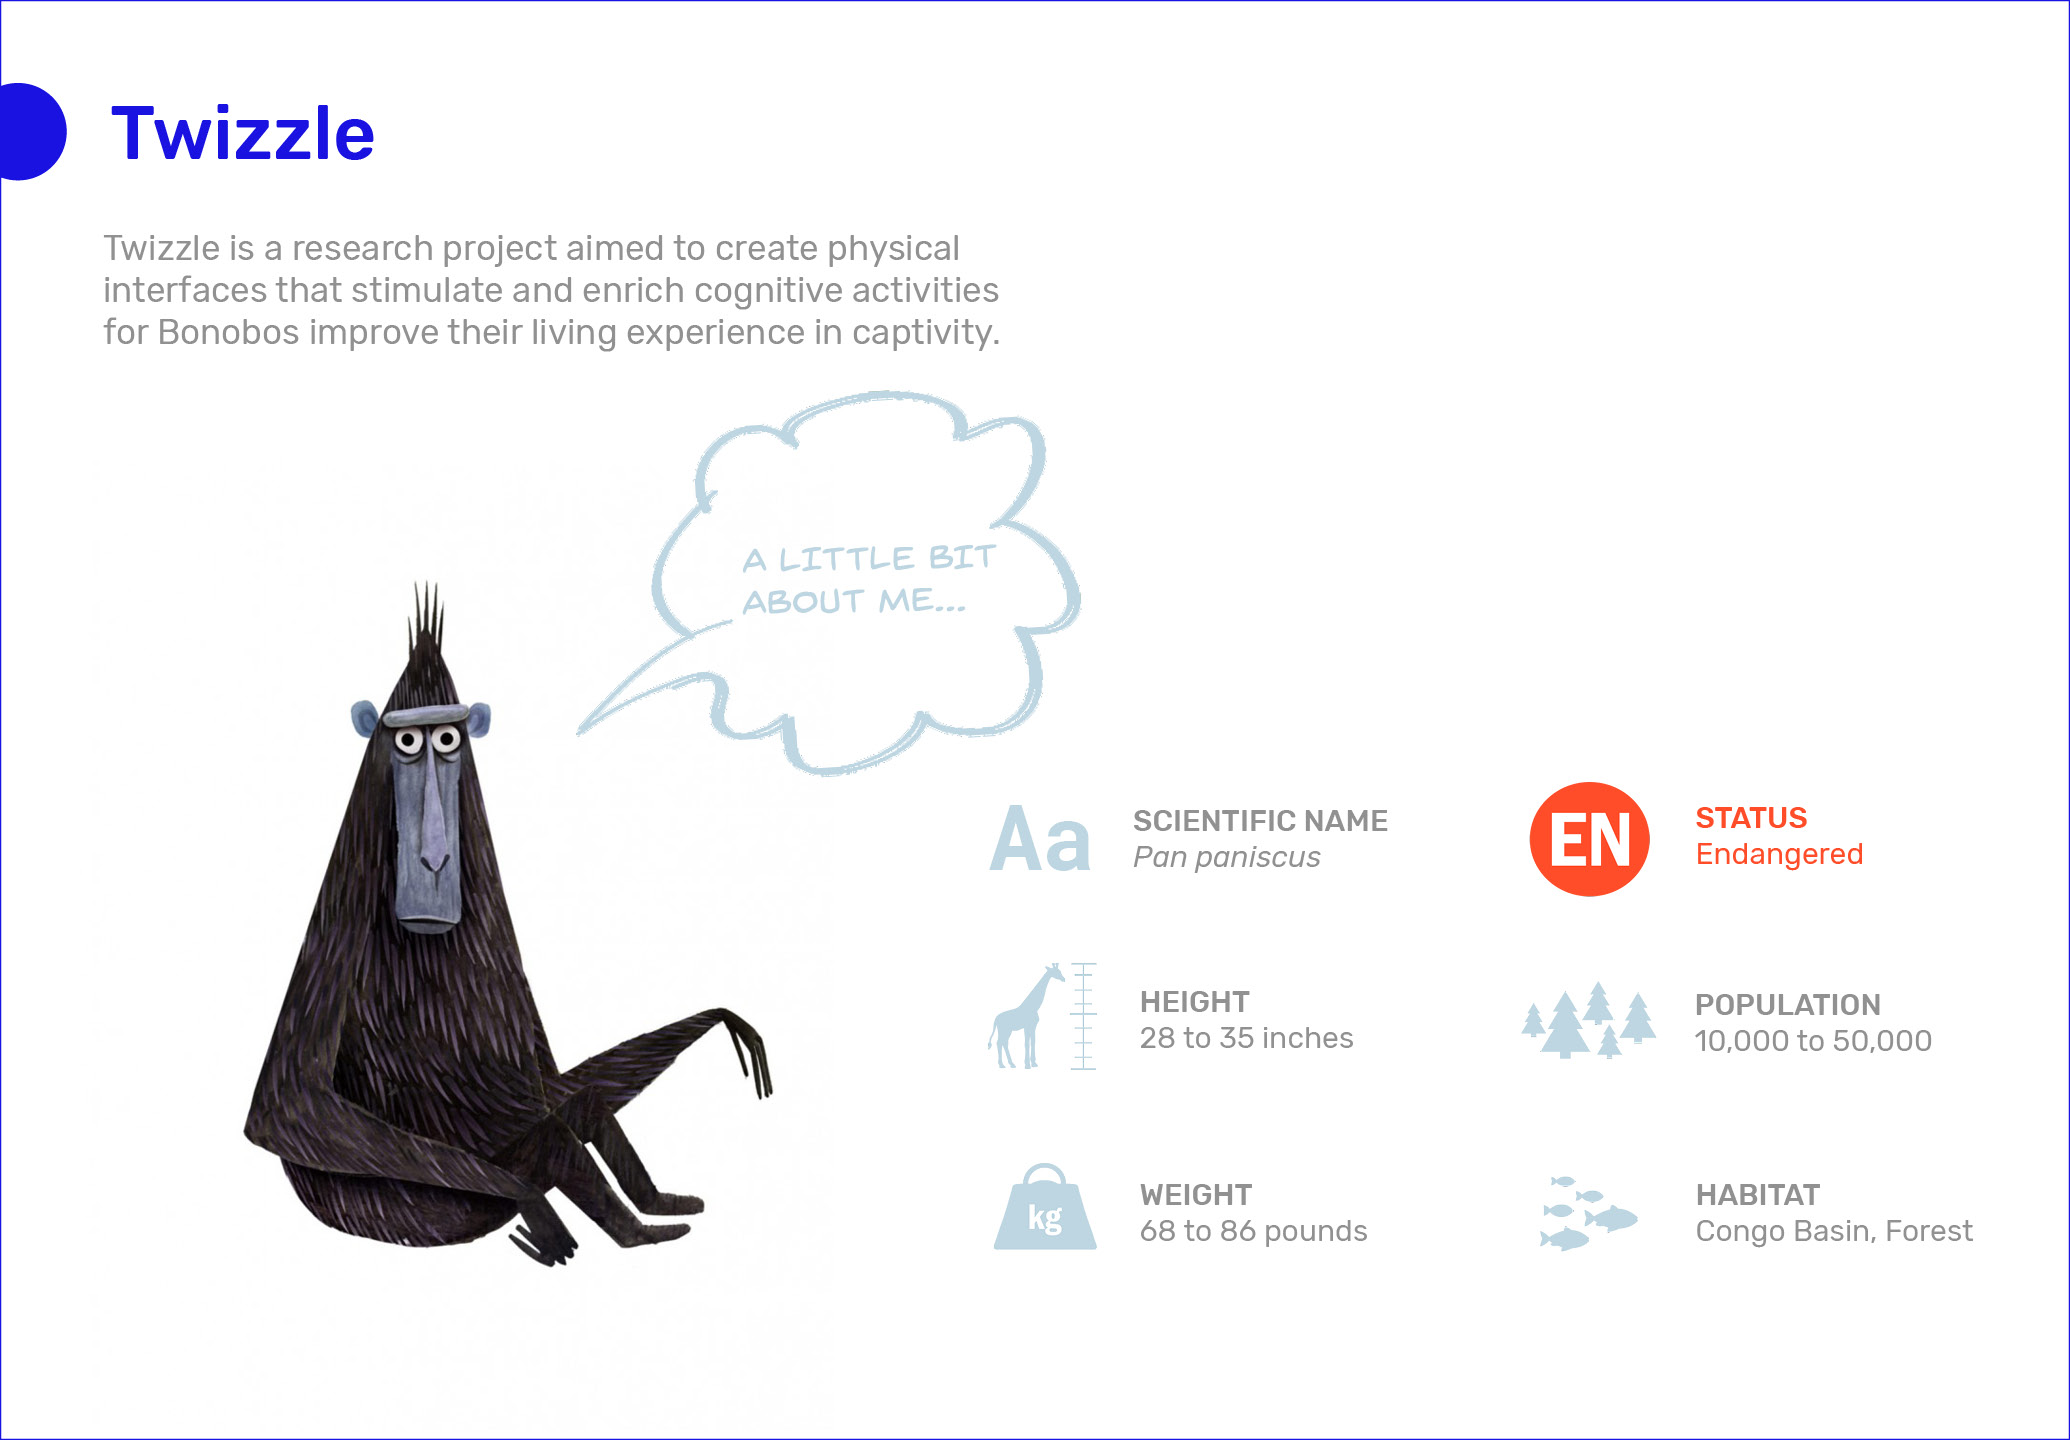 Twizzle
Twizzle is a research project aimed to create physical
interfaces that stimulate and enrich cognitive activities
for Bonobos improve their living experience in captivity.
A LITTLE BIT
ABOUT ME...
Aa
SCIENTIFIC NAME
Pan paniscus
EN
STATUS
Endangered
HEIGHT
28 to 35 inches
POPULATION
10,000 to 50,000
kg
WEIGHT
68 to 86 pounds
HABITAT
Congo Basin, Forest